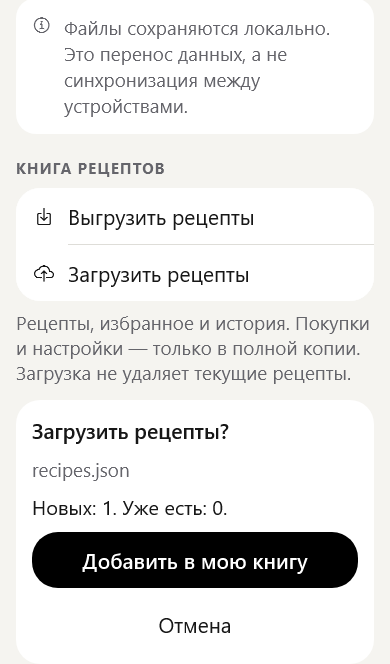 Файлы сохраняются локально.
Это перенос данных, а не
синхронизация между
устройствами.
КНИГА РЕЦЕПТОВ
Выгрузить рецепты
Загрузить рецепты
Рецепты, избранное и история. Покупки
и настройки — только в полной копии.
Загрузка не удаляет текущие рецепты.
Загрузить рецепты?
recipes.json
Новых: 1. Уже есть: 0.
Добавить в мою книгу
Отмена